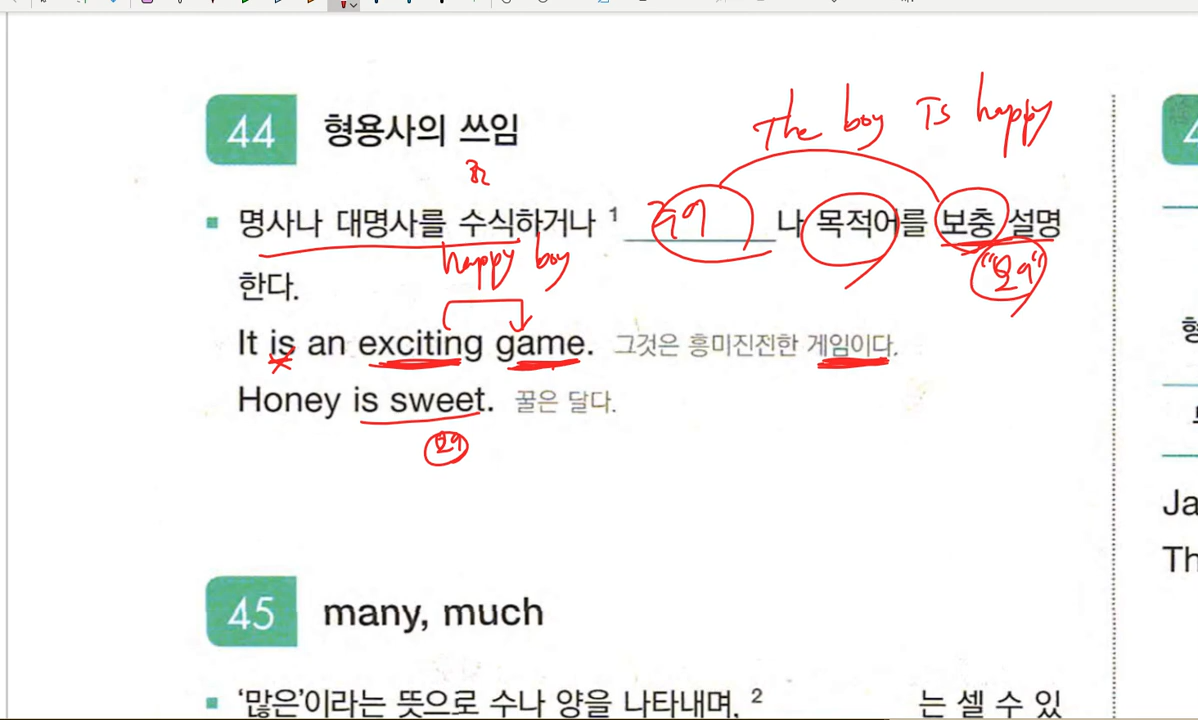 The boy is happy
44 형용사의 쓰임
명사나 대명사를 수식하거나 1 주어 나 목적어를 보충 설명
"보어"
happy boy
한다.
It is an exciting game. 그것은 흥미진진한 게임이다.
Honey is sweet. 꿀은 달다.
보어
45 many, much
'많은'이라는 뜻으로 수나 양을 나타내며, 2 는 셀 수 있
Ja
Th